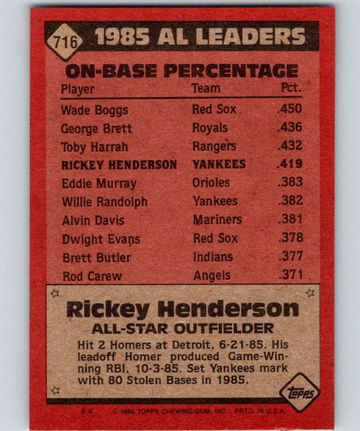 716 1985 AL LEADERS
ON-BASE PERCENTAGE
Player Team Pct.
Wade Boggs Red Sox .450
George Brett Royals .436
Toby Harrah Rangers .432
RICKEY HENDERSON YANKEES .419
Eddie Murray Orioles .383
Willie Randolph Yankees .382
Alvin Davis Mariners .381
Dwight Evans Red Sox .378
Brett Butler Indians .377
Rod Carew Angels .371
Rickey Henderson
ALL-STAR OUTFIELDER
Hit 2 Homers at Detroit, 6-21-85. His
leadoff Homer produced Game-Win-
ning RBI, 10-3-85. Set Yankees mark
with 80 Stolen Bases in 1985.
topps
© 1986 TOPPS CHEWING GUM, INC. PRTD. IN U.S.A.